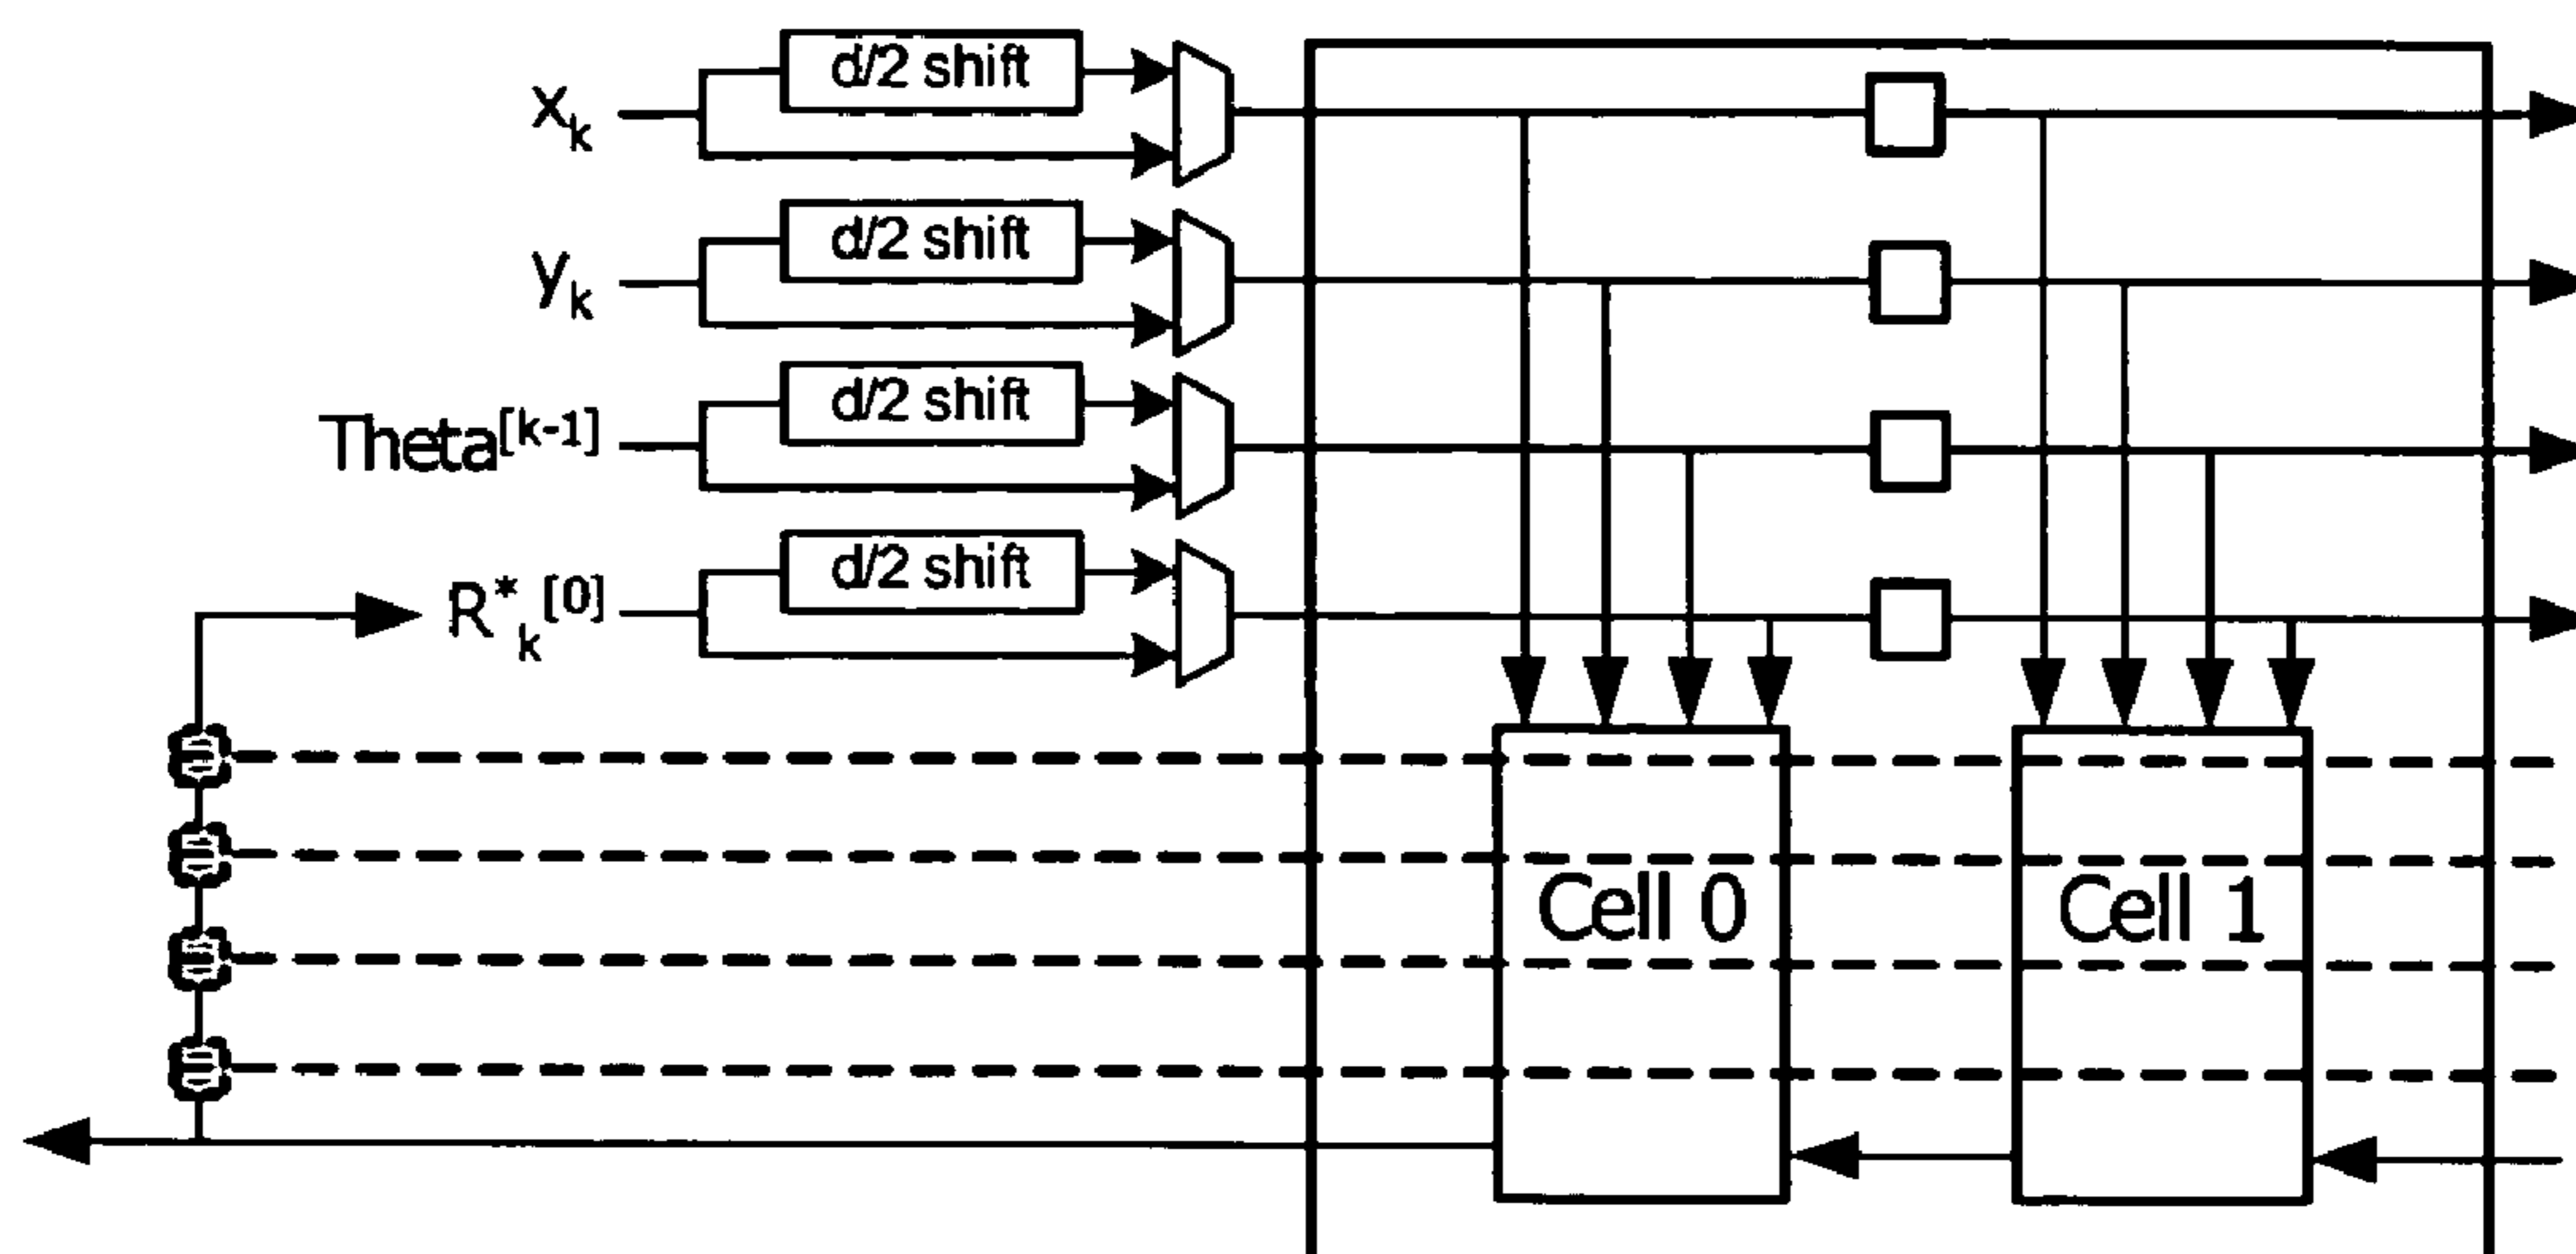 d/2 shift
x_k
d/2 shift
y_k
d/2 shift
Theta^[k-1]
d/2 shift
R*_k^[0]
Cell 0 Cell 1